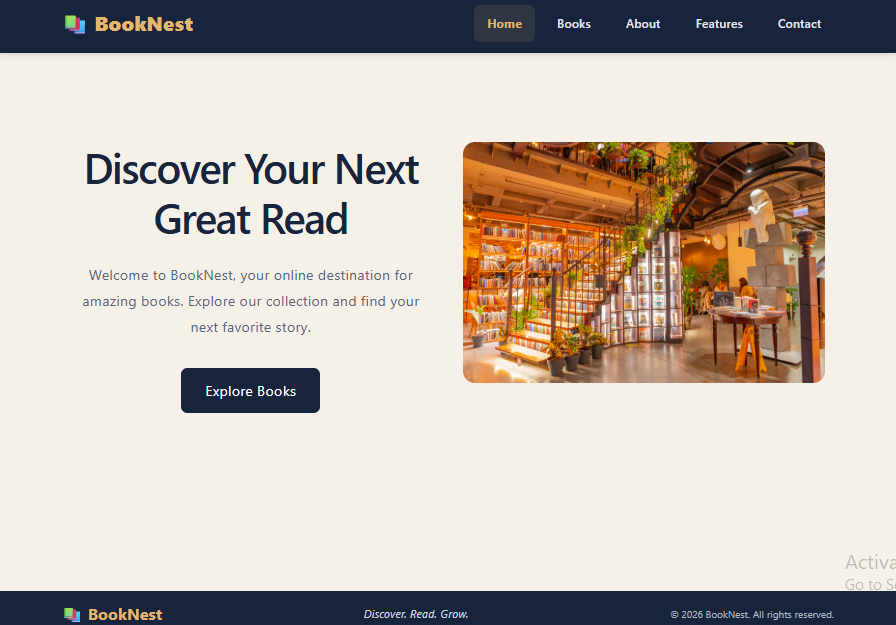 BookNest
Home Books About Features Contact
Discover Your Next
Great Read
Welcome to BookNest, your online destination for
amazing books. Explore our collection and find your
next favorite story.
Explore Books
Activa
Go to Se
BookNest
Discover. Read. Grow.
© 2026 BookNest. All rights reserved.